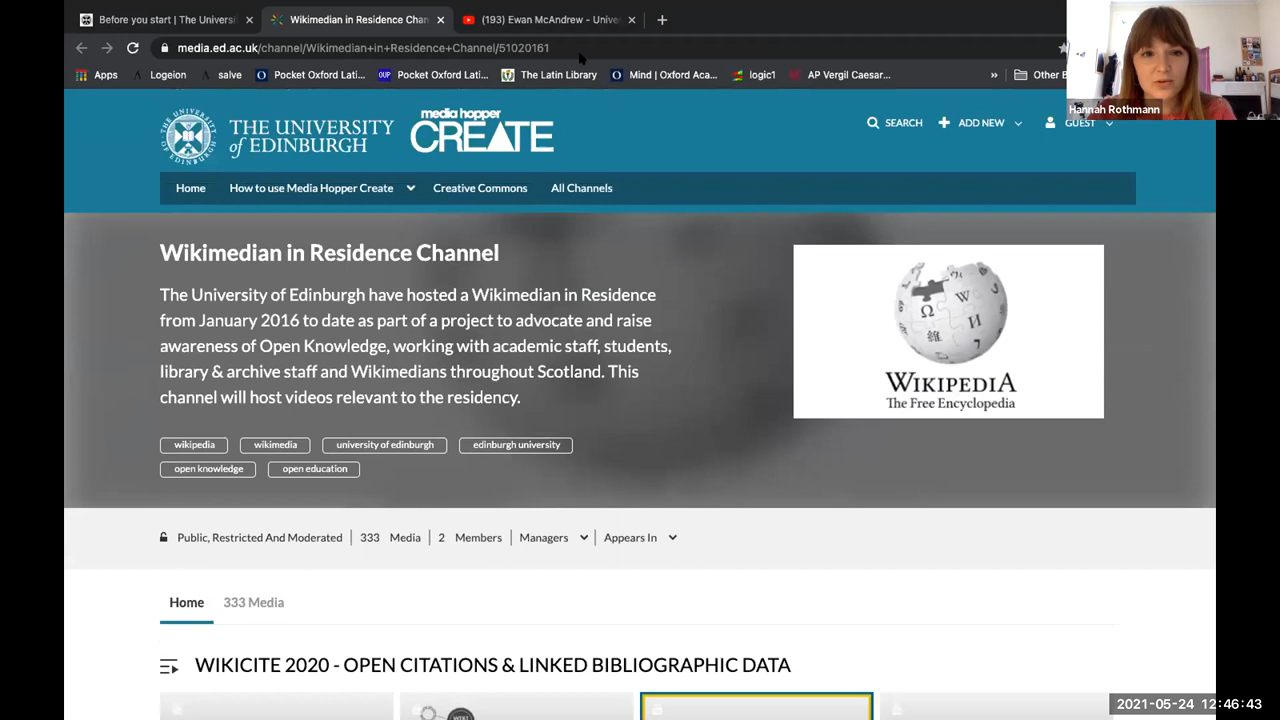 Before you start | The Universi
Wikimedian in Residence Chan
(193) Ewan McAndrew - Unive
media.ed.ac.uk/channel/Wikimedian+in+Residence+Channel/51020161
Apps
Logeion
salve
Pocket Oxford Lati...
OUP
Pocket Oxford Lati...
The Latin Library
Mind | Oxford Aca...
logic1
AP Vergil Caesar...
»
Other B
Hannah Rothmann
THE UNIVERSITY
of EDINBURGH
media hopper
CREATE
SEARCH
ADD NEW
GUEST
Home
How to use Media Hopper Create
Creative Commons
All Channels
Wikimedian in Residence Channel
The University of Edinburgh have hosted a Wikimedian in Residence
from January 2016 to date as part of a project to advocate and raise
awareness of Open Knowledge, working with academic staff, students,
library & archive staff and Wikimedians throughout Scotland. This
channel will host videos relevant to the residency.
WIKIPEDIA
The Free Encyclopedia
wikipedia
wikimedia
university of edinburgh
edinburgh university
open knowledge
open education
Public, Restricted And Moderated
333 Media
2 Members
Managers
Appears In
Home
333 Media
WIKICITE 2020 - OPEN CITATIONS & LINKED BIBLIOGRAPHIC DATA
2021-05-24 12:46:43